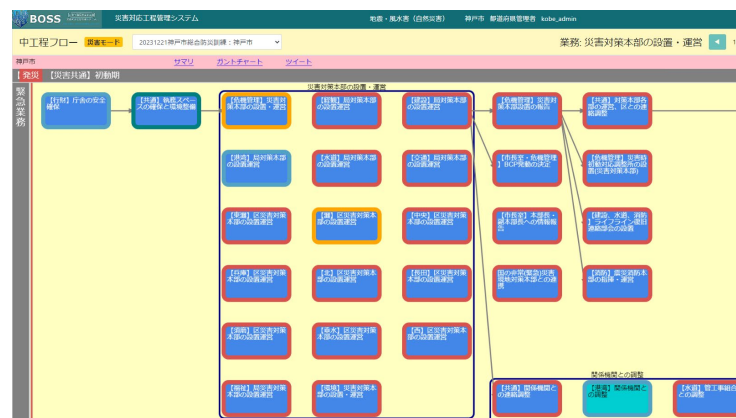 BOSS
災害対応工程管理システム
地震・風水害(自然災害)
神戸市 都道府県管理者 kobe_admin
中工程フロー
災害モード
20231221神戸市総合防災訓練:神戸市
業務: 災害対策本部の設置・運営
神戸市
サマリ
ガントチャート
ツイート
【発災】
【災害共通】初動期
緊急業務
災害対策本部の設置・運営
【行財】庁舎の安全
確保
【共通】執務スペー
スの確保と環境整備
【危機管理】災害対
策本部の設置・運営
局対策本部
の設置運営
【建設】局対策本部
の設置運営
【危機管理】災害対
策本部設置の報告
【共通】対策本部各
部の運営、区との連
絡調整
【港湾】局対策本部
の設置運営
【水道】局対策本部
の設置運営
【交通】局対策本部
の設置運営
【市長室・危機管理
】BCP発動の決定
【危機管理】災害時
初動対応調整所の設
置(災害対策本部)
【東灘】区災害対策
本部の設置運営
【灘】区災害対策本
部の設置運営
【中央】区災害対策
本部の設置運営
【市長室】本部長・
副本部長への情報報
告
【建設、水道、消防
】ライフライン復旧
連絡部会の設置
【兵庫】区災害対策
本部の設置運営
【北】区災害対策本
部の設置運営
【長田】区災害対策
本部の設置運営
国の非常(緊急)災害
現地対策本部との連
携
【消防】震災消防本
部の指揮・運営
【須磨】区災害対策
本部の設置運営
【垂水】区災害対策
本部の設置運営
【西】区災害対策本
部の設置運営
関係機関との調整
【福祉】局災害対策
本部の設置運営
【環境】災害対策本
部の設置・運営
【共通】関係機関と
の連絡調整
【港湾】関係機関と
の調整
【水道】管工事組合
との調整